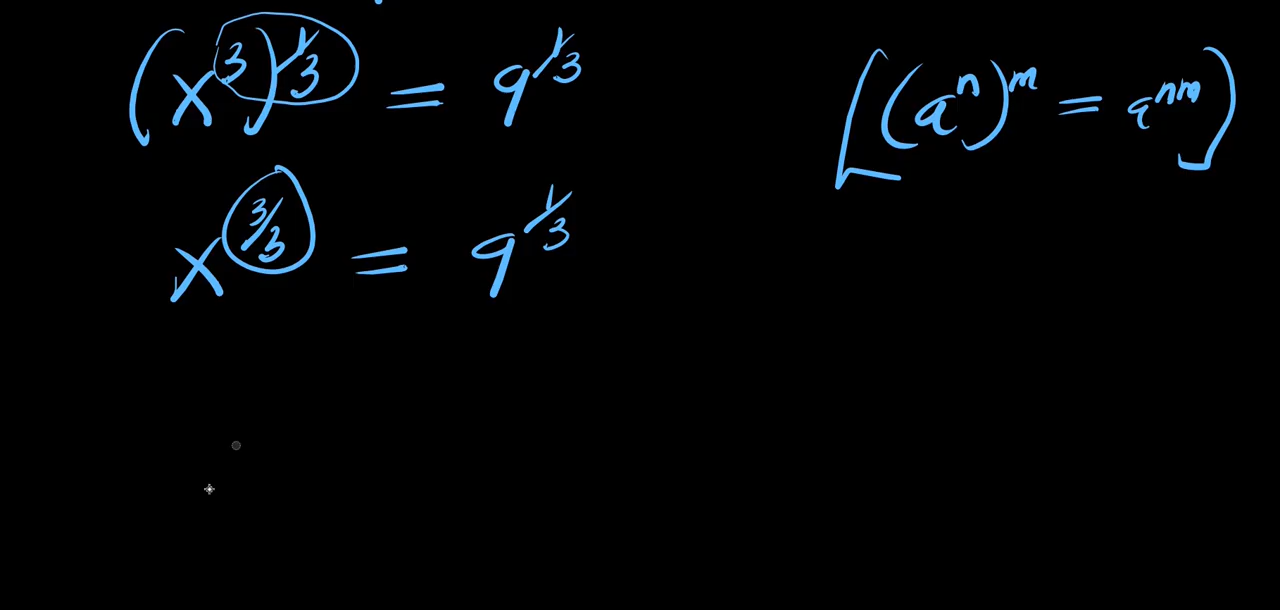 (x^3)^{1/3} = 9^{1/3} [(a^n)^m = a^{nm}]
x^{3/3} = 9^{1/3}